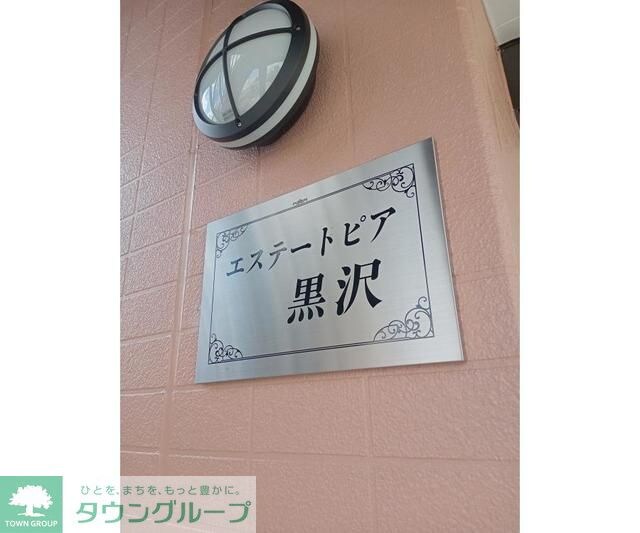 エステートピア
黒沢
ひとを、まちを、もっと豊かに。
タウングループ
TOWN GROUP